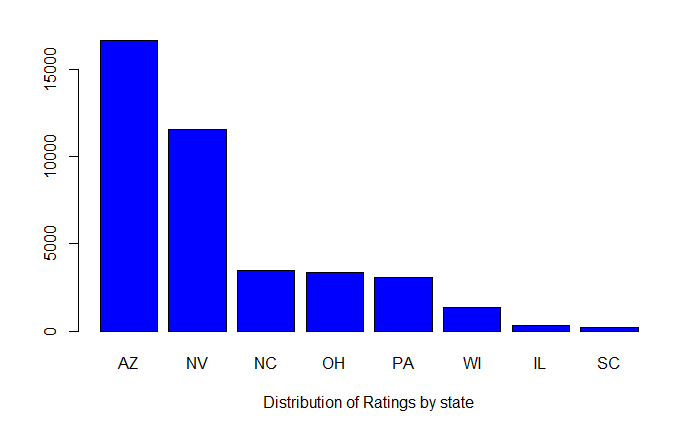 15000
10000
5000
0
AZ NV NC OH PA WI IL SC
Distribution of Ratings by state